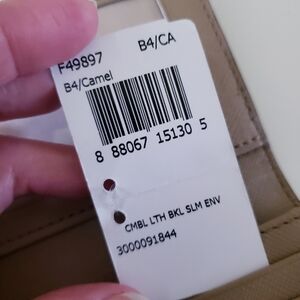 F49897 B4/CA
B4/Camel
8 88067 15130 5
CMBL LTH BKL SLM ENV
3000091844